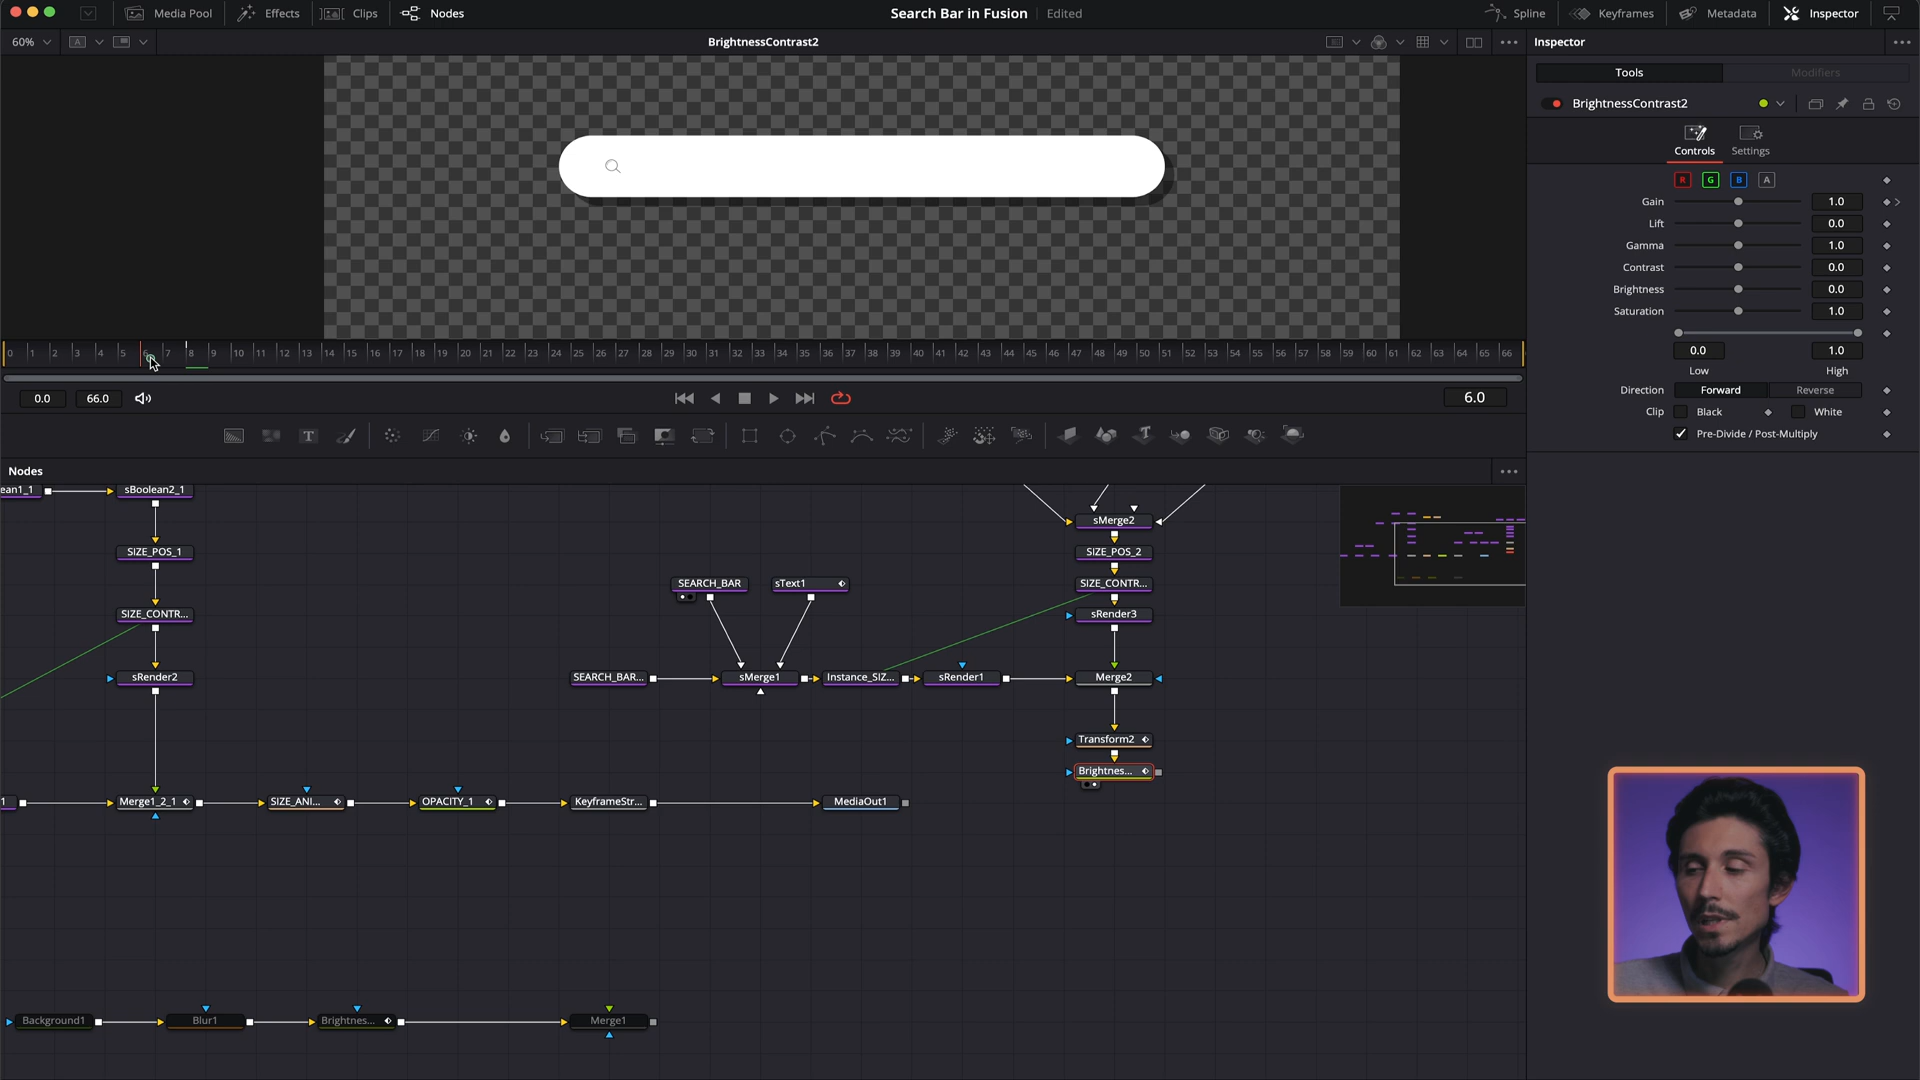 Media Pool Effects Clips Nodes Search Bar in Fusion Edited Spline Keyframes Metadata Inspector
60% A BrightnessContrast2 Inspector
Tools Modifiers
BrightnessContrast2
Controls Settings
R G B A
Gain 1.0
Lift 0.0
Gamma 1.0
Contrast 0.0
Brightness 0.0
Saturation 1.0
0.0 1.0
Low High
Direction Forward Reverse
Clip Black White
Pre-Divide / Post-Multiply
0 1 2 3 4 5 6 7 8 9 10 11 12 13 14 15 16 17 18 19 20 21 22 23 24 25 26 27 28 29 30 31 32 33 34 35 36 37 38 39 40 41 42 43 44 45 46 47 48 49 50 51 52 53 54 55 56 57 58 59 60 61 62 63 64 65 66
0.0 66.0 6.0
T T
Nodes
ean1_1 sBoolean2_1
sMerge2
SIZE_POS_1 SIZE_POS_2
SEARCH_BAR sText1 SIZE_CONTR...
SIZE_CONTR... sRender3
sRender2 SEARCH_BAR... sMerge1 Instance_SIZ... sRender1 Merge2
Transform2
Brightnes...
1 Merge1_2_1 SIZE_ANI... OPACITY_1 KeyframeStr... MediaOut1
Background1 Blur1 Brightnes... Merge1